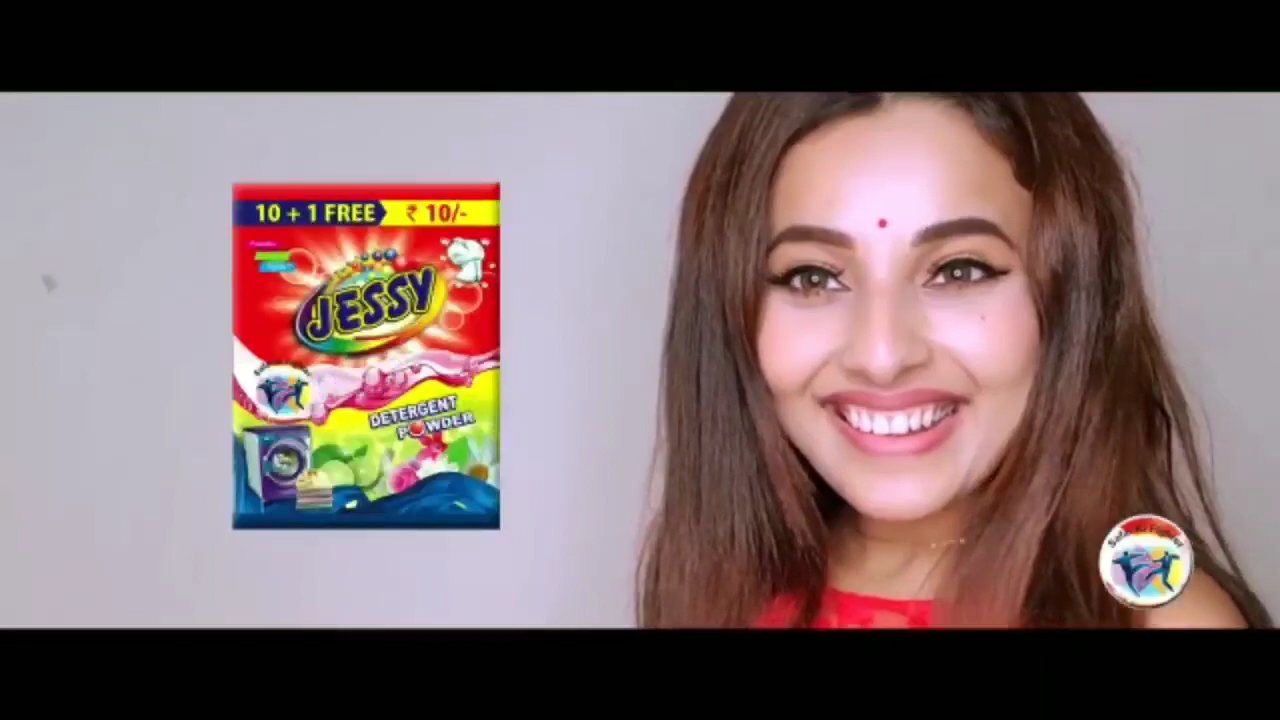 10 + 1 FREE ₹ 10/-
JESSY
DETERGENT
POWDER